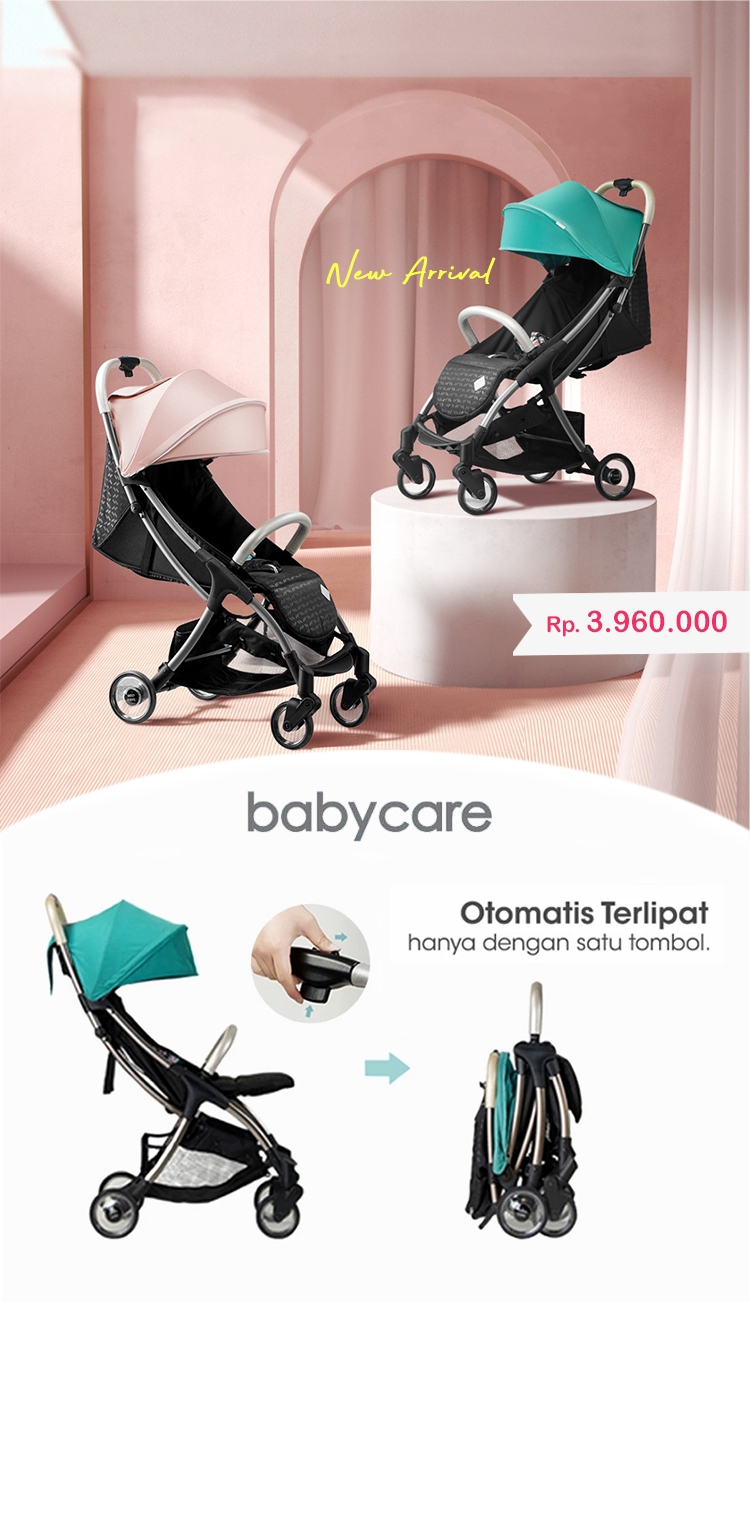 New Arrival
Rp. 3.960.000
babycare
Otomatis Terlipat
hanya dengan satu tombol.